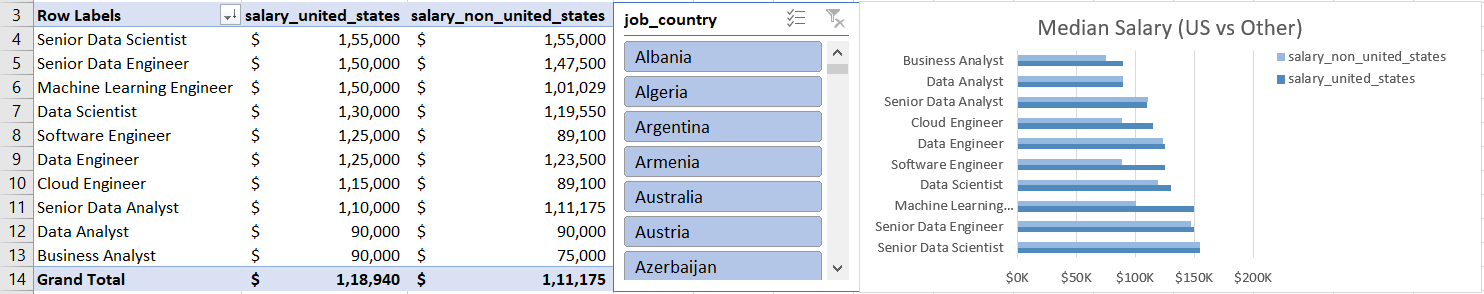 3 Row Labels salary_united_states salary_non_united_states
4 Senior Data Scientist $ 1,55,000 $ 1,55,000
5 Senior Data Engineer $ 1,50,000 $ 1,47,500
6 Machine Learning Engineer $ 1,50,000 $ 1,01,029
7 Data Scientist $ 1,30,000 $ 1,19,550
8 Software Engineer $ 1,25,000 $ 89,100
9 Data Engineer $ 1,25,000 $ 1,23,500
10 Cloud Engineer $ 1,15,000 $ 89,100
11 Senior Data Analyst $ 1,10,000 $ 1,11,175
12 Data Analyst $ 90,000 $ 90,000
13 Business Analyst $ 90,000 $ 75,000
14 Grand Total $ 1,18,940 $ 1,11,175
job_country
Albania
Algeria
Argentina
Armenia
Australia
Austria
Azerbaijan
Median Salary (US vs Other)
Business Analyst
Data Analyst
Senior Data Analyst
Cloud Engineer
Data Engineer
Software Engineer
Data Scientist
Machine Learning...
Senior Data Engineer
Senior Data Scientist
$0K $50K $100K $150K $200K
salary_non_united_states
salary_united_states